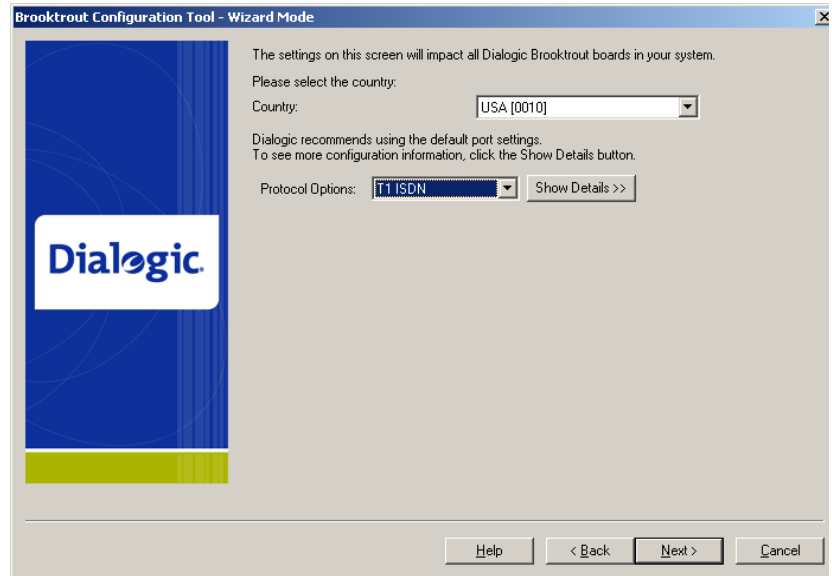 Brooktrout Configuration Tool - Wizard Mode
The settings on this screen will impact all Dialogic Brooktrout boards in your system.
Please select the country:
Country: USA [0010]
Dialogic recommends using the default port settings.
To see more configuration information, click the Show Details button.
Protocol Options: T1 ISDN Show Details >>
Dialogic.
Help < Back Next > Cancel